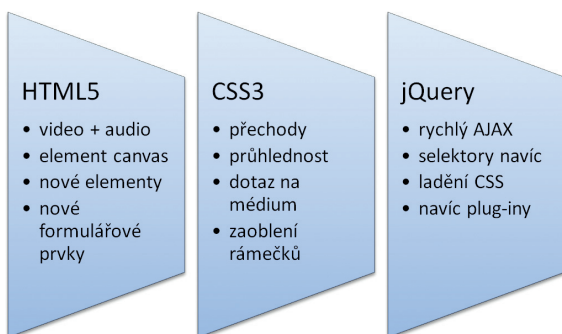 HTML5
• video + audio
• element canvas
• nové elementy
• nové
formulářové
prvky
CSS3
• přechody
• průhlednost
• dotaz na
médium
• zaoblení
rámečků
jQuery
• rychlý AJAX
• selektory navíc
• ladění CSS
• navíc plug-iny